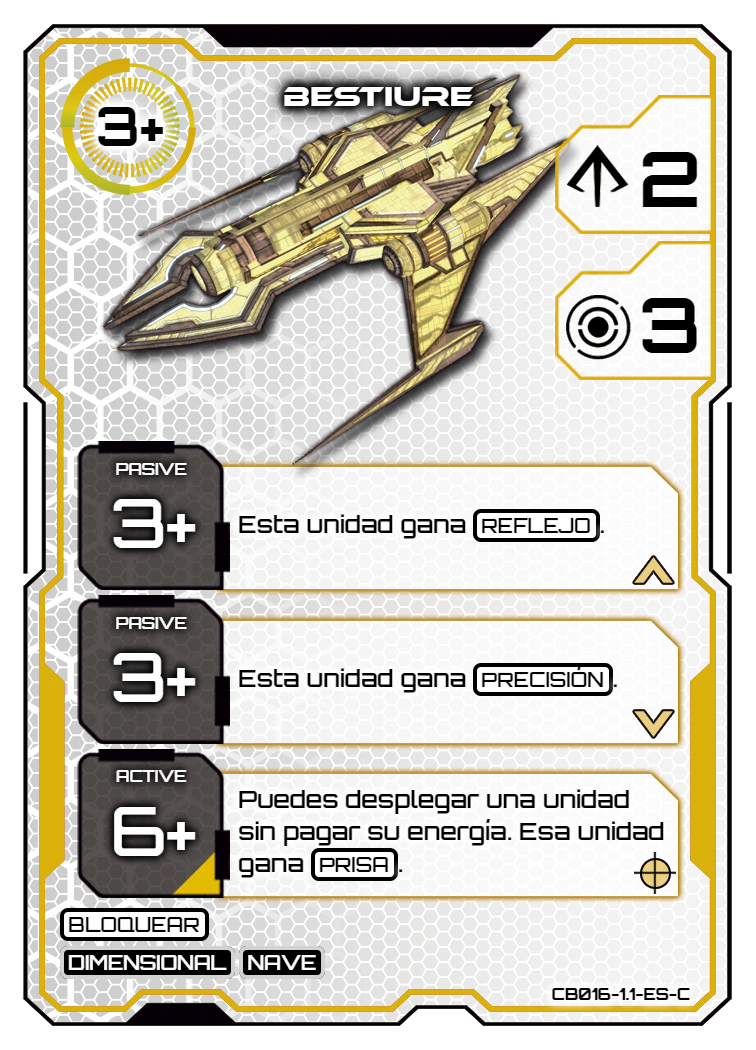 BESTIURE
3+
2
3
PASIVE
3+
Esta unidad gana REFLEJO.
PASIVE
3+
Esta unidad gana PRECISIÓN.
ACTIVE
6+
Puedes desplegar una unidad
sin pagar su energía. Esa unidad
gana PRISA.
BLOQUEAR
DIMENSIONAL NAVE
CB016-1.1-ES-C